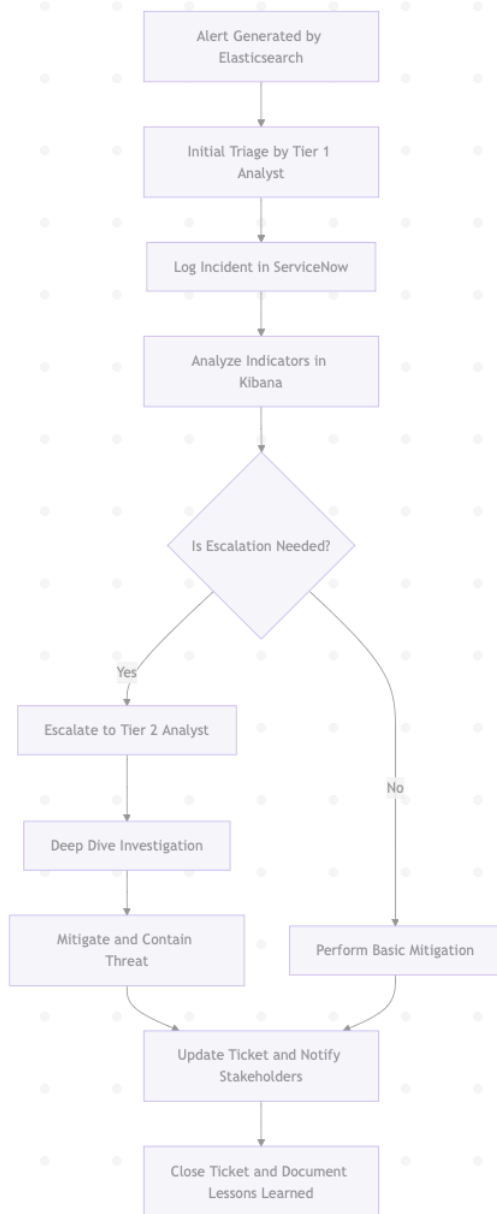 Alert Generated by
Elasticsearch
Initial Triage by Tier 1
Analyst
Log Incident in ServiceNow
Analyze Indicators in
Kibana
Is Escalation Needed?
Yes
Escalate to Tier 2 Analyst
No
Deep Dive Investigation
Mitigate and Contain
Threat
Perform Basic Mitigation
Update Ticket and Notify
Stakeholders
Close Ticket and Document
Lessons Learned